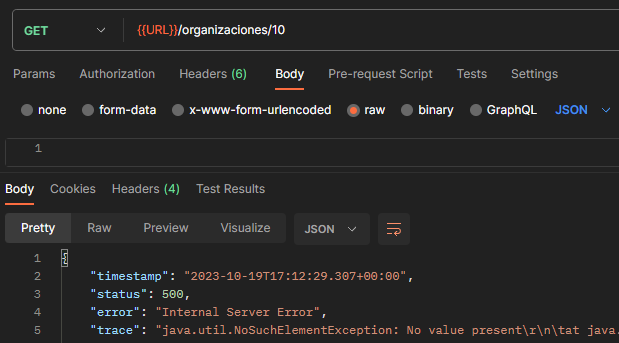 GET {{URL}}/organizaciones/10
Params Authorization Headers (6) Body Pre-request Script Tests Settings
none form-data x-www-form-urlencoded raw binary GraphQL JSON
1
Body Cookies Headers (4) Test Results
Pretty Raw Preview Visualize JSON
1 {
2 "timestamp": "2023-10-19T17:12:29.307+00:00",
3 "status": 500,
4 "error": "Internal Server Error",
5 "trace": "java.util.NoSuchElementException: No value present\r\n\tat java.